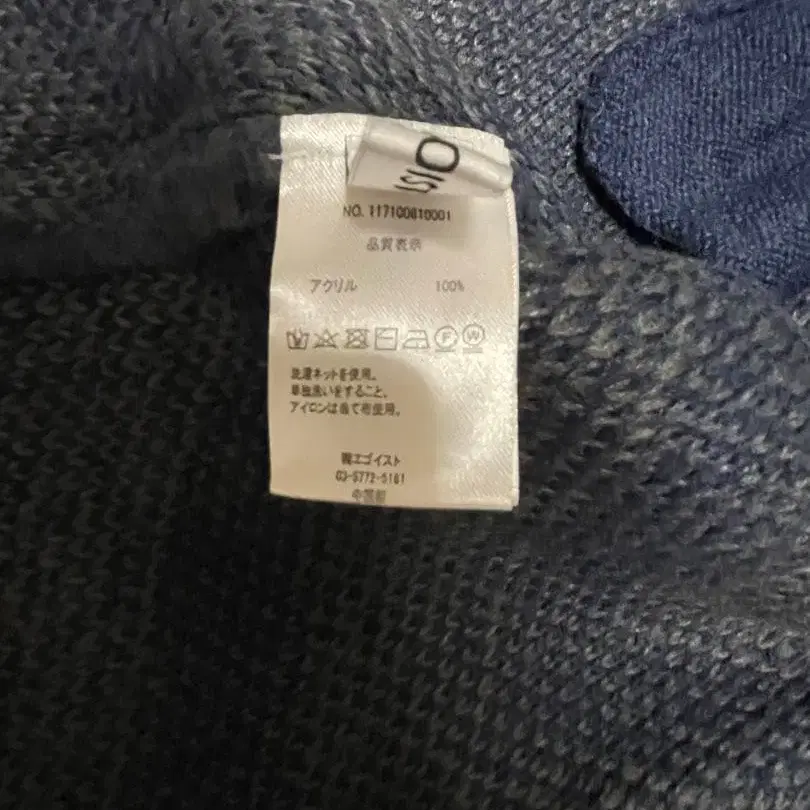 NO. 117100610001
品質表示
アクリル 100%
F W
洗濯ネットを使用。
単独洗いをすること。
アイロンは当て布使用。
㈱エゴイスト
03-5772-5161
中国製